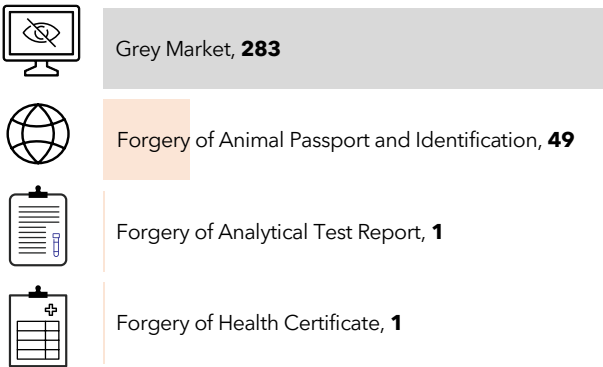 Grey Market, 283
Forgery of Animal Passport and Identification, 49
Forgery of Analytical Test Report, 1
Forgery of Health Certificate, 1